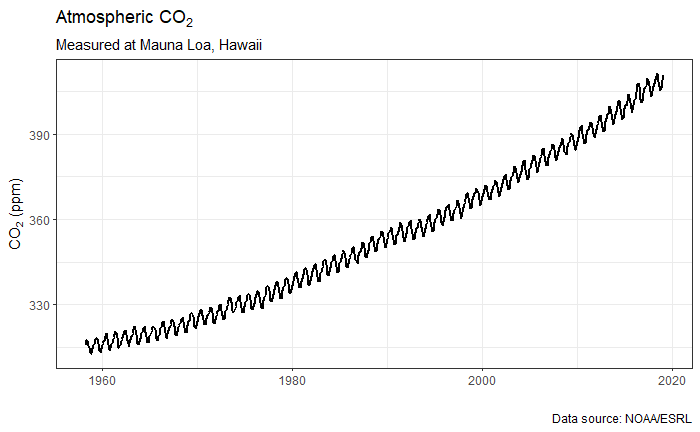 Atmospheric CO₂
Measured at Mauna Loa, Hawaii
CO₂ (ppm)
390
360
330
1960 1980 2000 2020
Data source: NOAA/ESRL